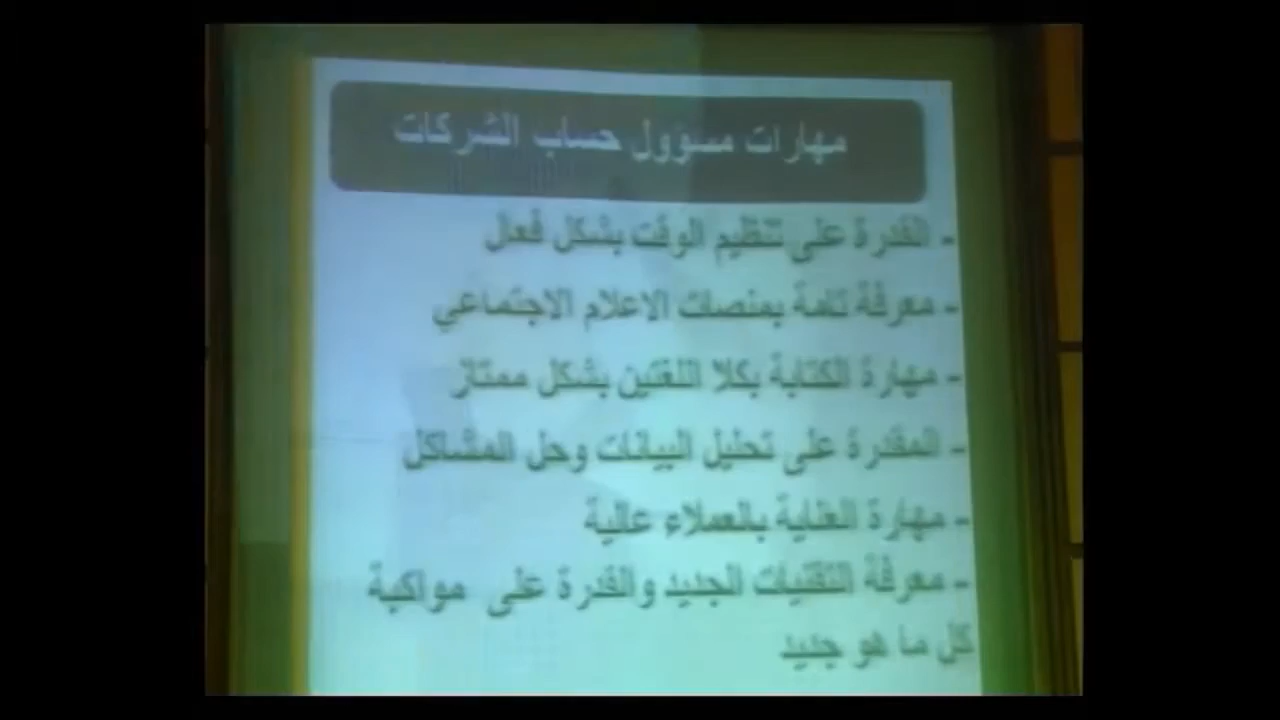 مهارات مسؤول حساب الشركات
- القدرة على تنظيم الوقت بشكل فعال
- معرفة تامة بمنصات الاعلام الاجتماعي
- مهارة الكتابة بكلا اللغتين بشكل ممتاز
- المقدرة على تحليل البيانات وحل المشاكل
- مهارة العناية بالعملاء عالية
- معرفة التقنيات الجديد والقدرة على مواكبة
كل ما هو جديد